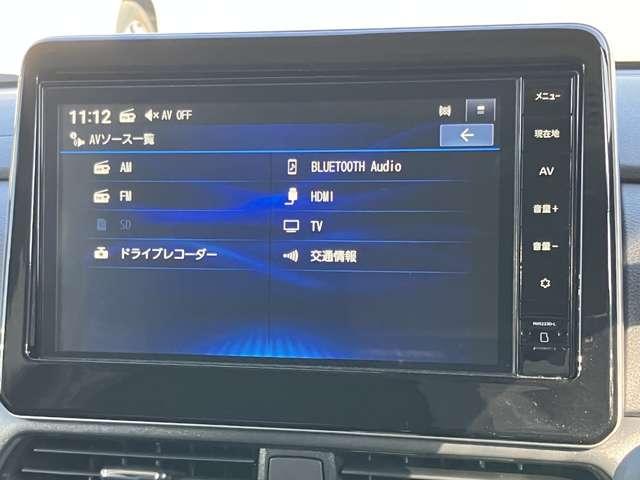 11:12 AV OFF
AVソース一覧
AM
FM
SD
ドライブレコーダー
BLUETOOTH Audio
HDMI
TV
交通情報
メニュー
現在地
AV
音量+
音量-